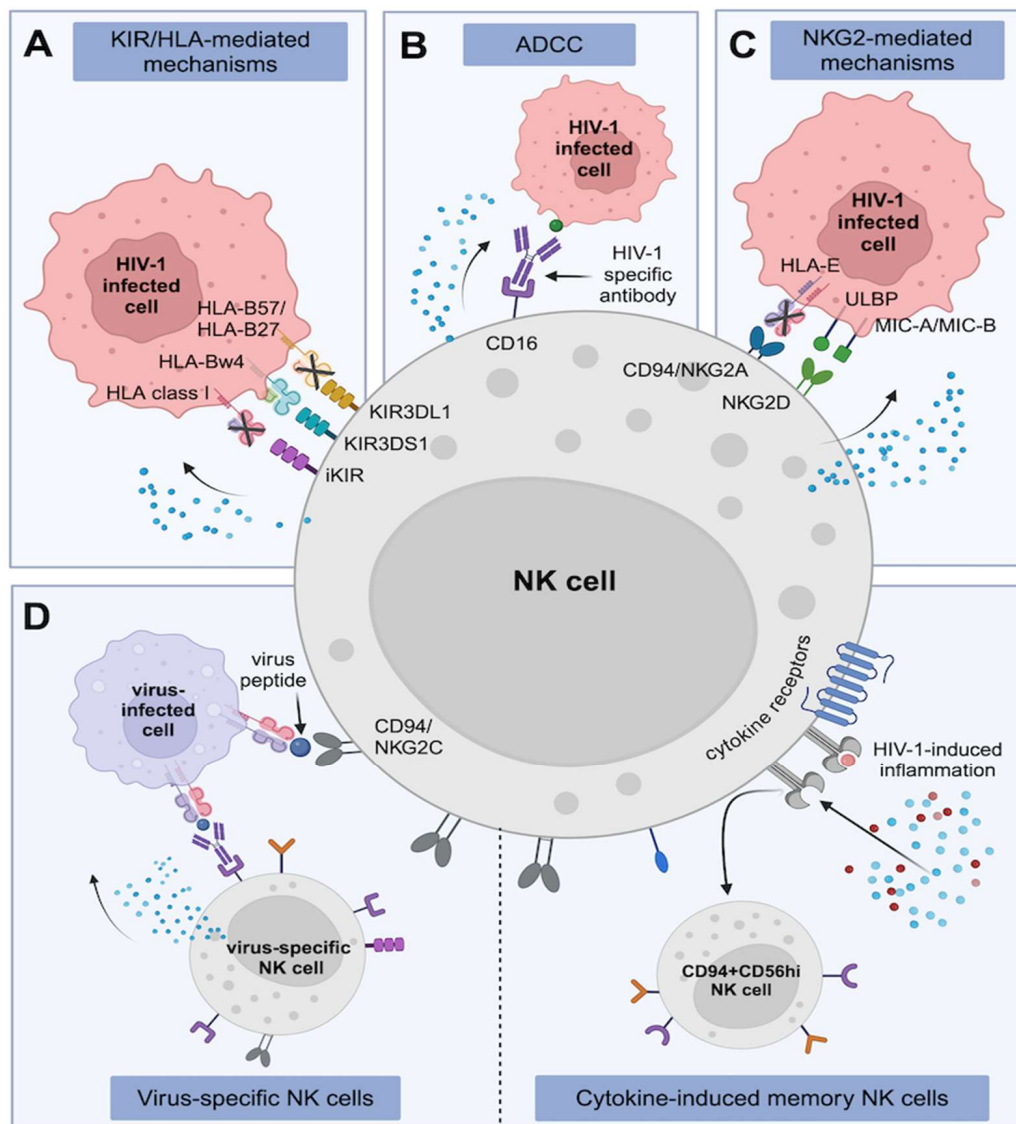 A
KIR/HLA-mediated
mechanisms
HIV-1
infected
cell
HLA-B57/
HLA-B27
HLA-Bw4
HLA class I
KIR3DL1
KIR3DS1
iKIR
B
ADCC
HIV-1
infected
cell
HIV-1
specific
antibody
CD16
C
NKG2-mediated
mechanisms
HIV-1
infected
cell
HLA-E
ULBP
MIC-A/MIC-B
CD94/NKG2A
NKG2D
NK cell
D
virus-
infected
cell
virus
peptide
CD94/
NKG2C
virus-specific
NK cell
Virus-specific NK cells
cytokine receptors
HIV-1-induced
inflammation
CD94+CD56hi
NK cell
Cytokine-induced memory NK cells